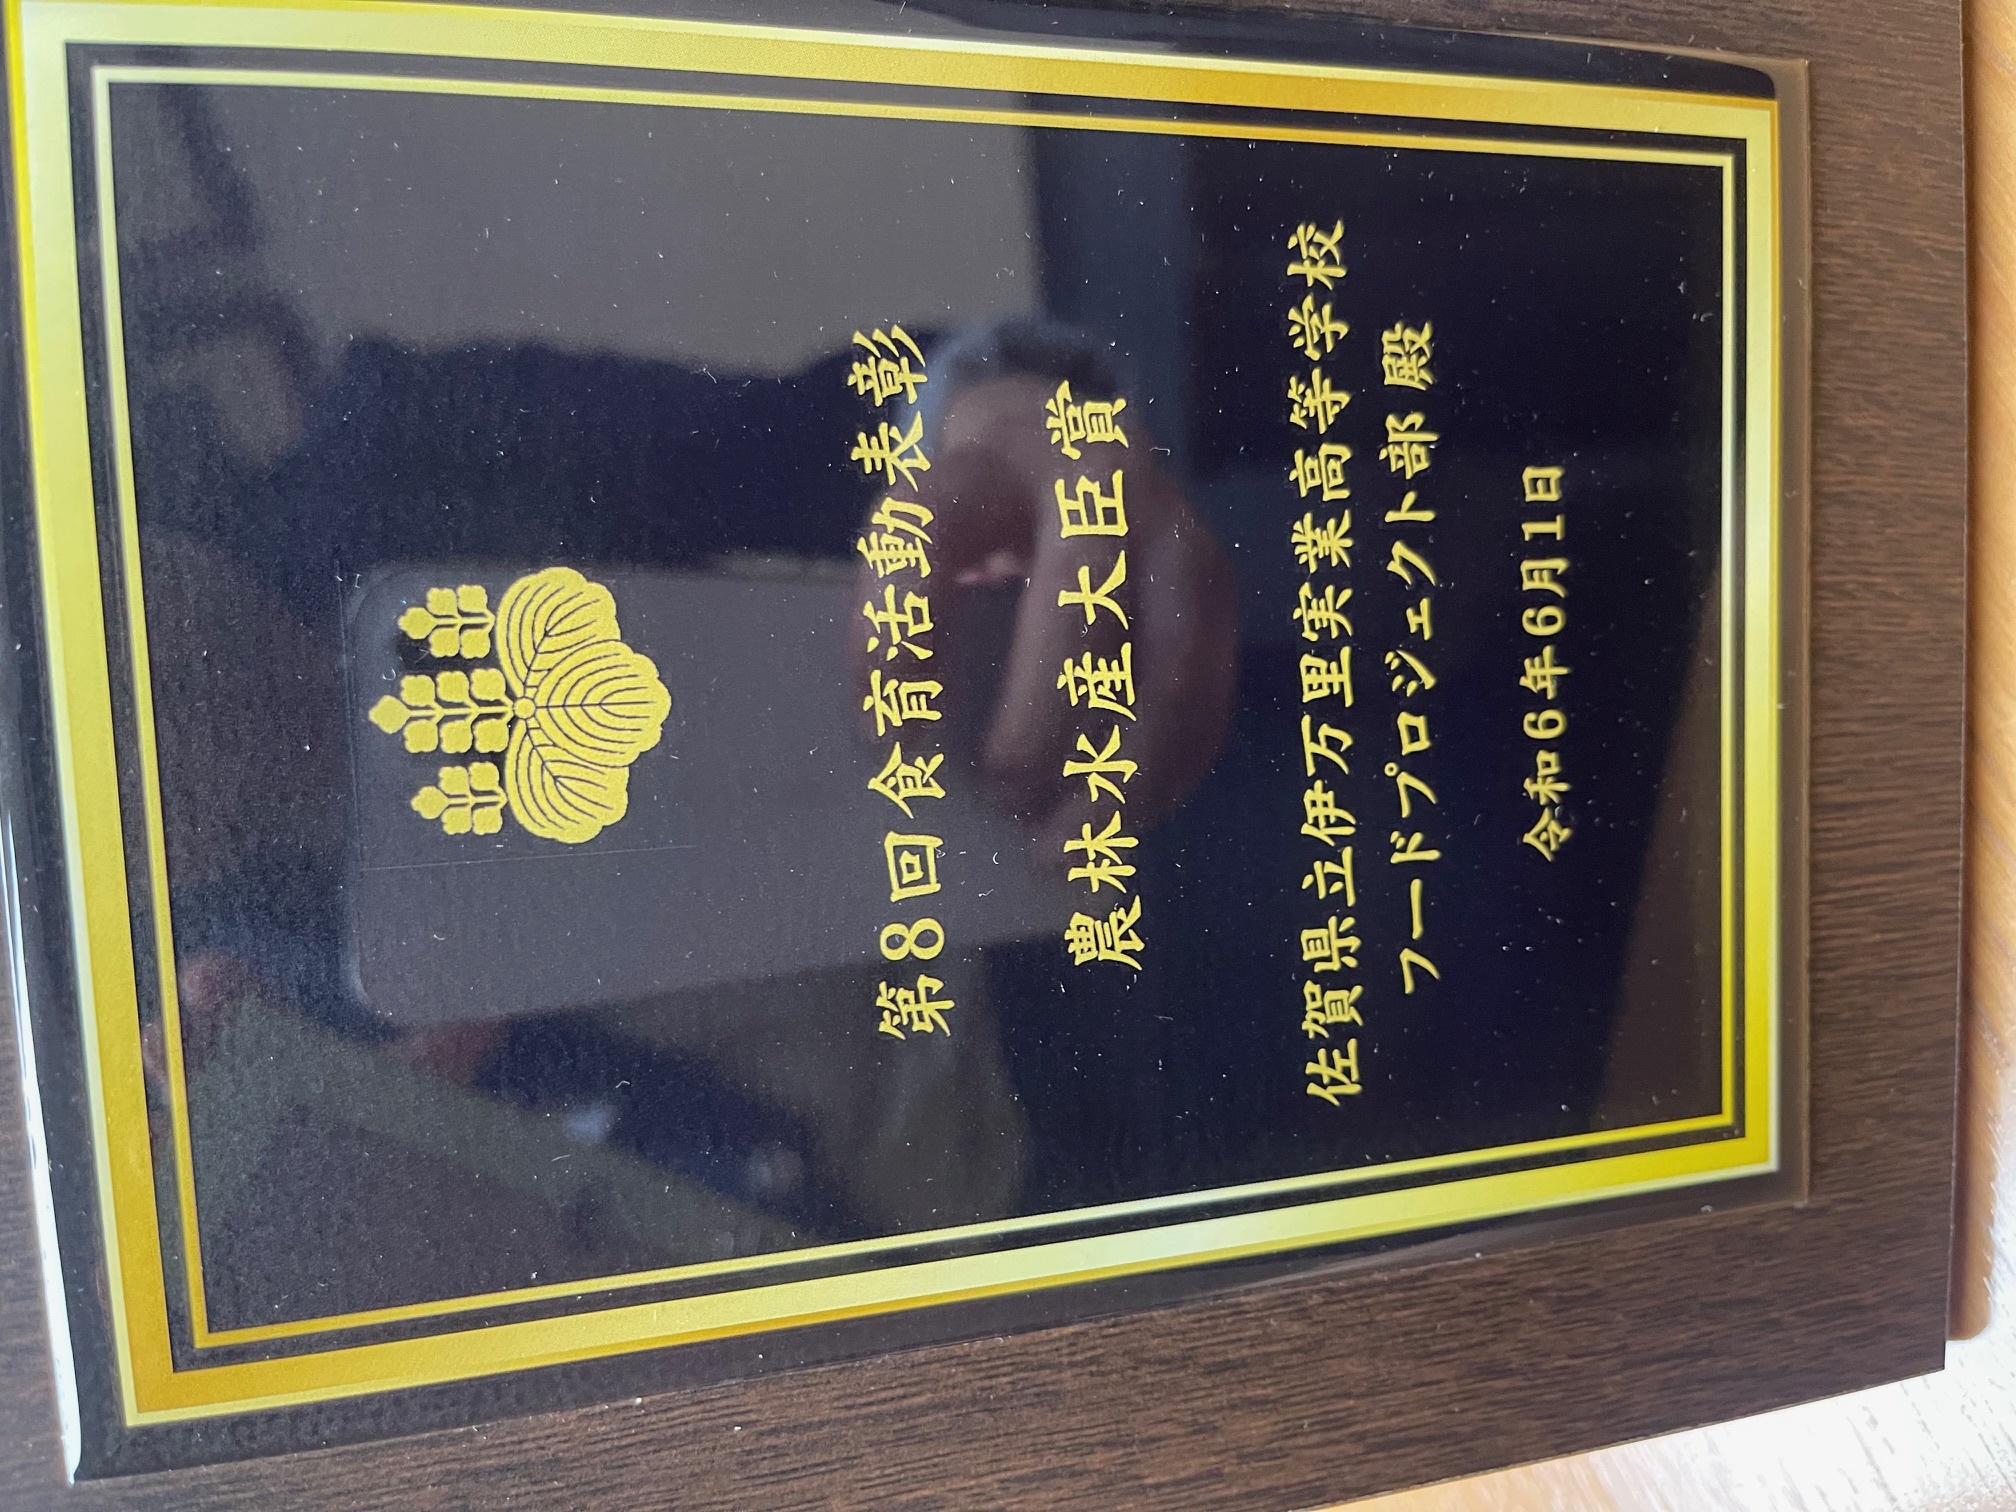 第8回食育活動表彰
農林水産大臣賞
佐賀県立伊万里実業高等学校
フードプロジェクト部 殿
令和6年6月1日